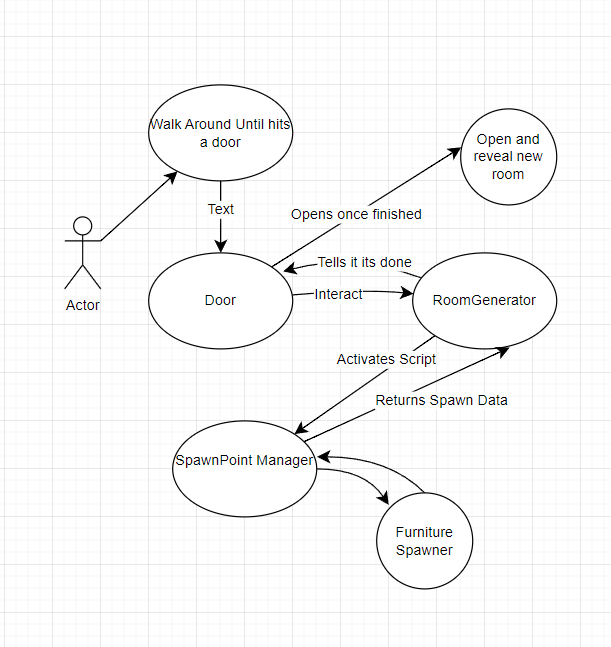 Walk Around Until hits
a door
Open and
reveal new
room
Text
Opens once finished
Tells it its done
Actor
Door
Interact
RoomGenerator
Activates Script
Returns Spawn Data
SpawnPoint Manager
Furniture
Spawner